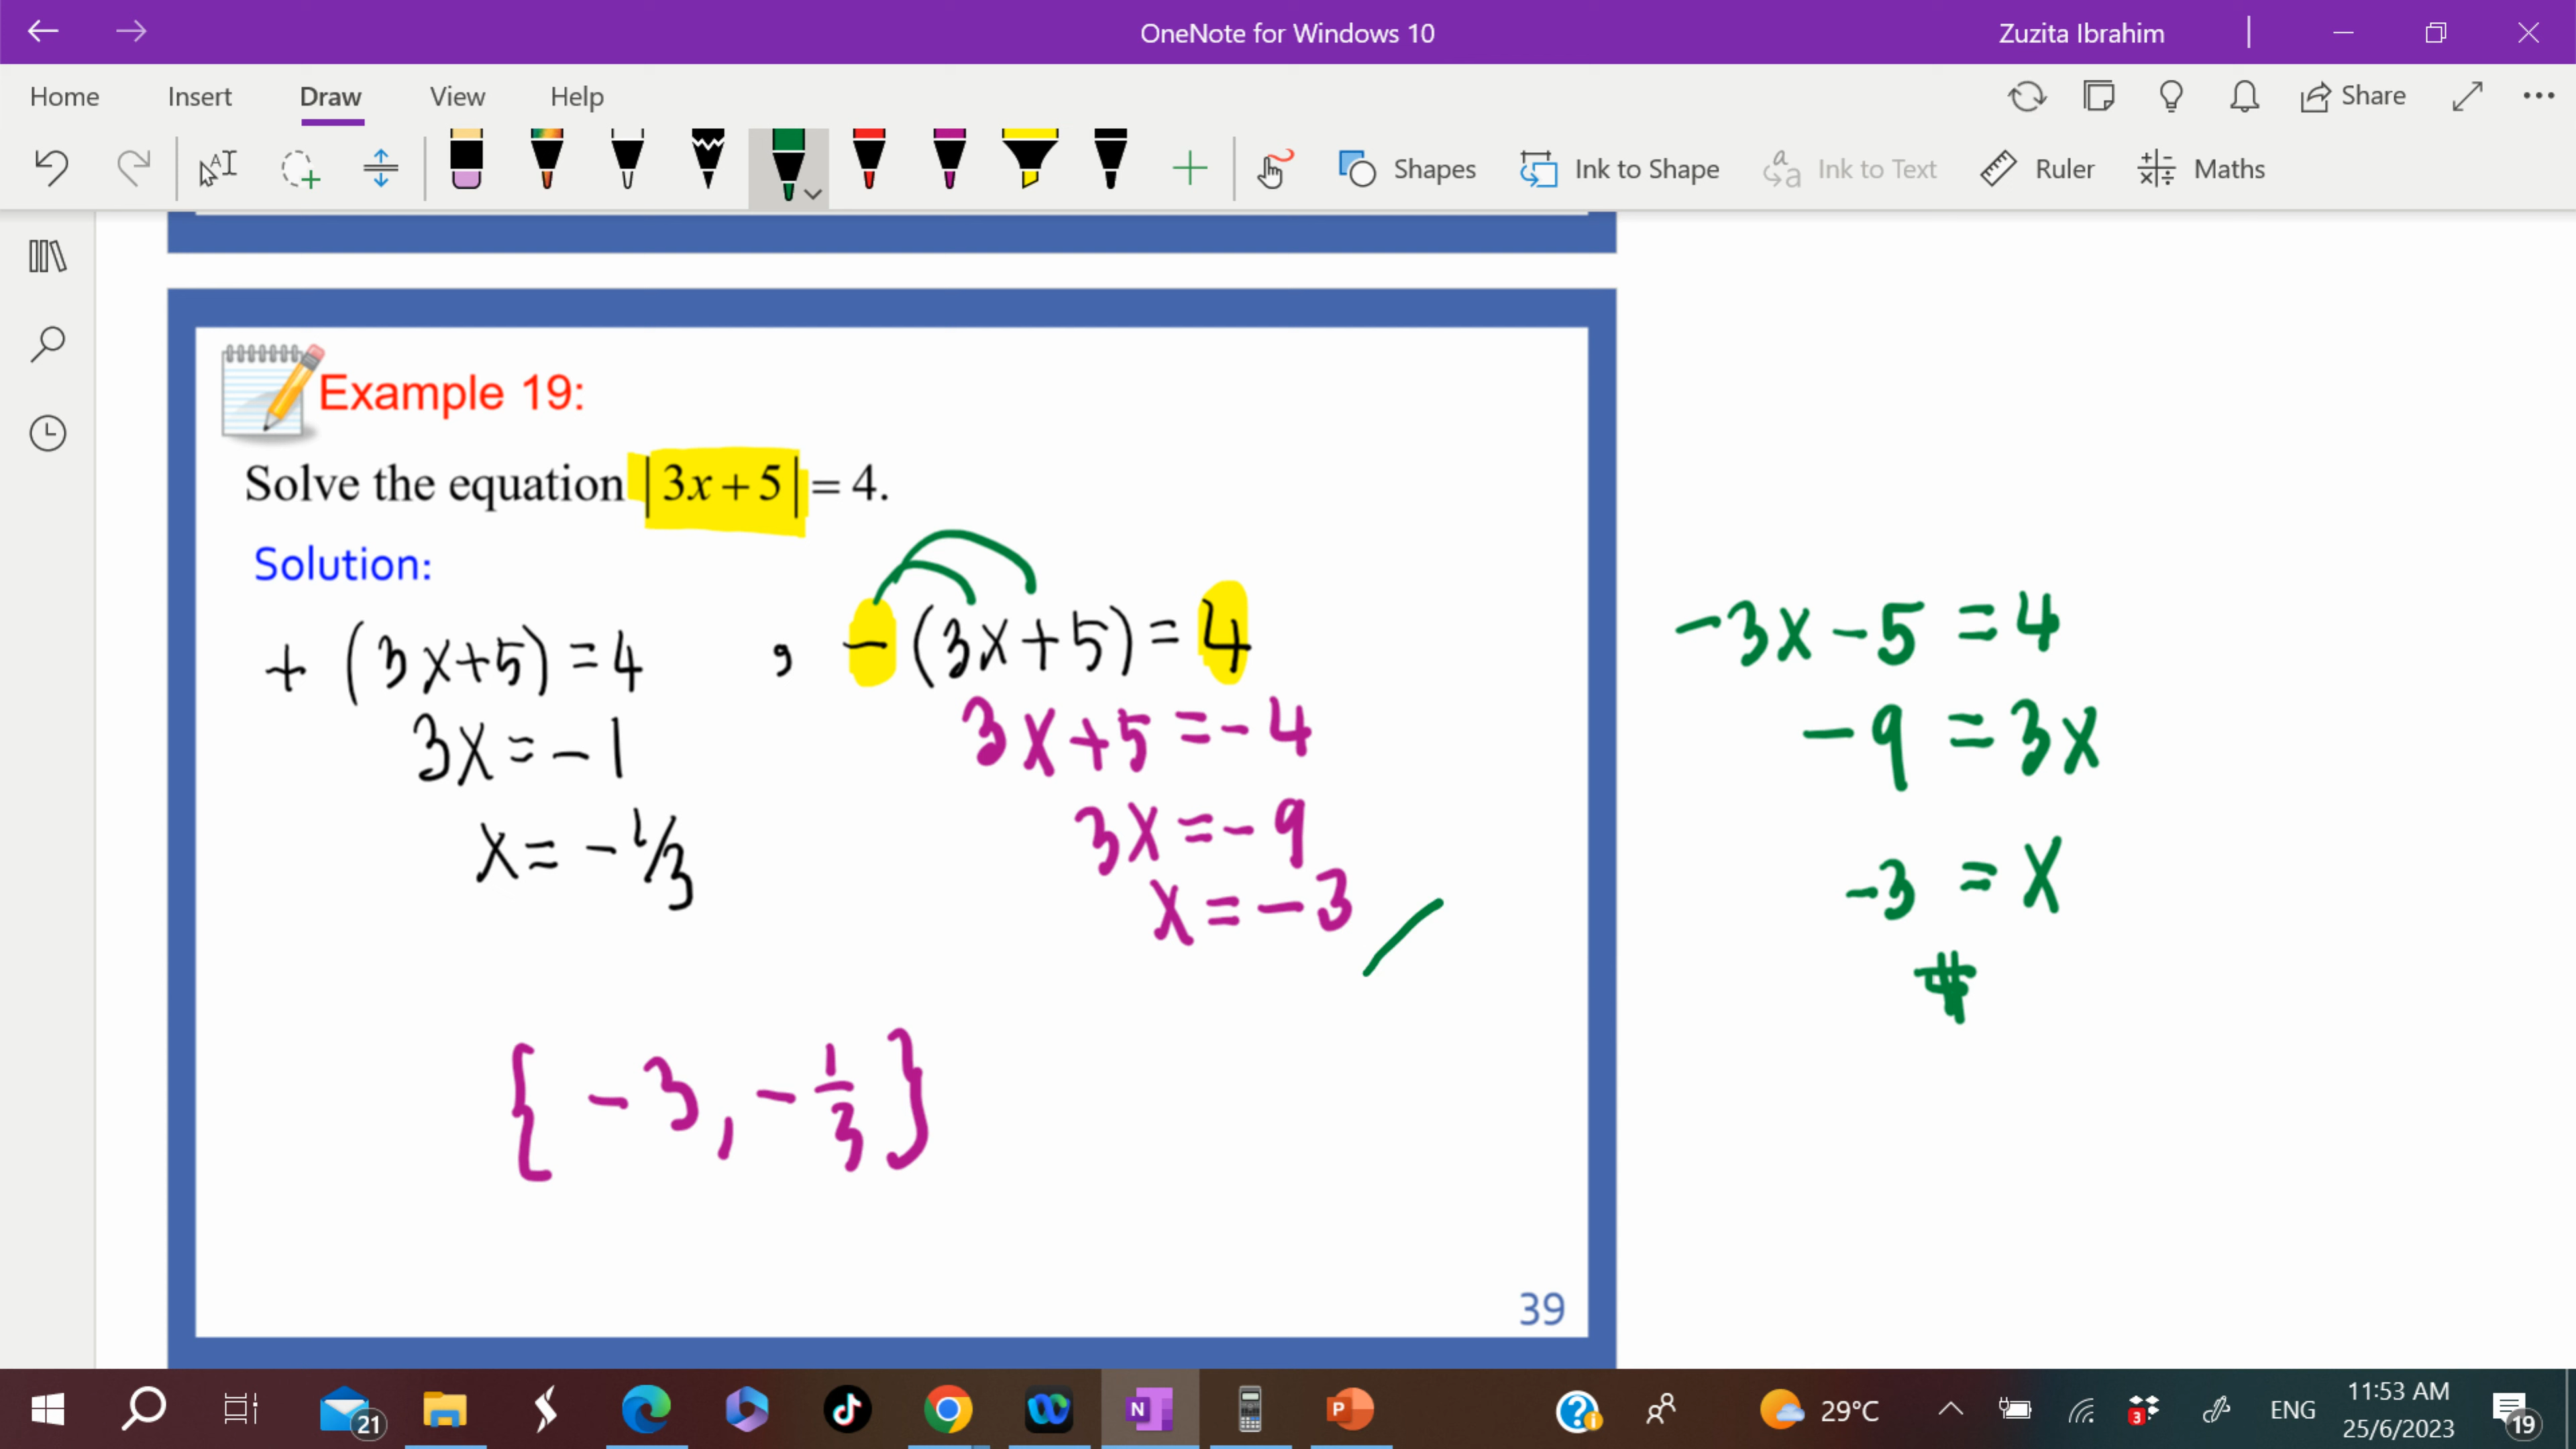 OneNote for Windows 10
Zuzita Ibrahim
Home Insert Draw View Help
Share
Shapes Ink to Shape Ink to Text Ruler Maths
Example 19:
Solve the equation |3x+5| = 4.
Solution:
+ (3x+5) = 4 , -(3x+5) = 4
3x = -1
x = -1/3
3x+5 = -4
3x = -9
x = -3
{ -3, -1/3 }
39
-3x-5 = 4
-9 = 3x
-3 = x
#
21
29°C
3
ENG
11:53 AM
25/6/2023
19